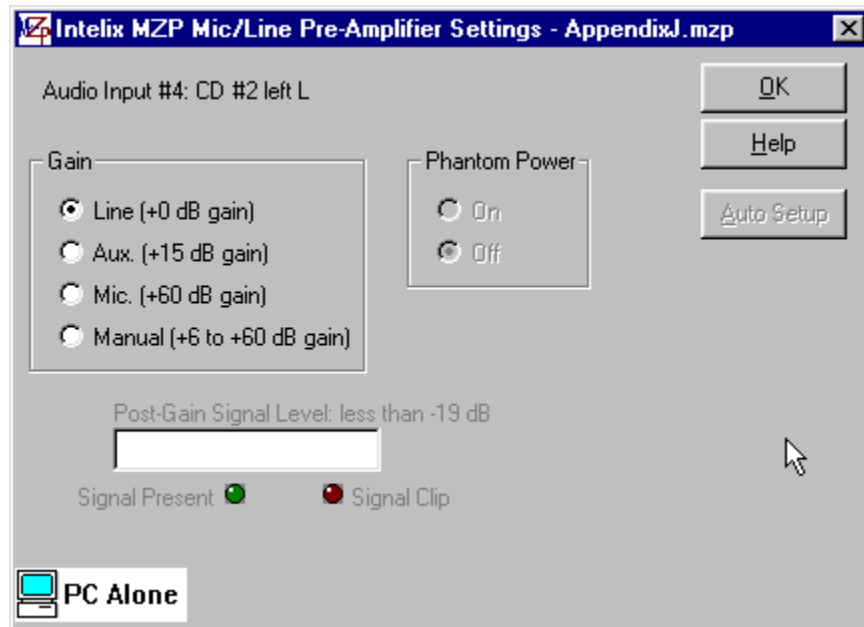 Intelix MZP Mic/Line Pre-Amplifier Settings - AppendixJ.mzp
Audio Input #4: CD #2 left L
OK
Help
Auto Setup
Gain
Line (+0 dB gain)
Aux. (+15 dB gain)
Mic. (+60 dB gain)
Manual (+6 to +60 dB gain)
Phantom Power
On
Off
Post-Gain Signal Level: less than -19 dB
Signal Present
Signal Clip
PC Alone